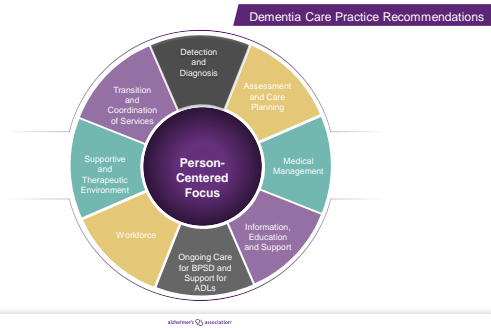 Dementia Care Practice Recommendations
Detection
and
Diagnosis
Assessment
and Care
Planning
Medical
Management
Information,
Education
and Support
Ongoing Care
for BPSD and
Support for
ADLs
Workforce
Supportive
and
Therapeutic
Environment
Transition
and
Coordination
of Services
Person-
Centered
Focus
alzheimer's association